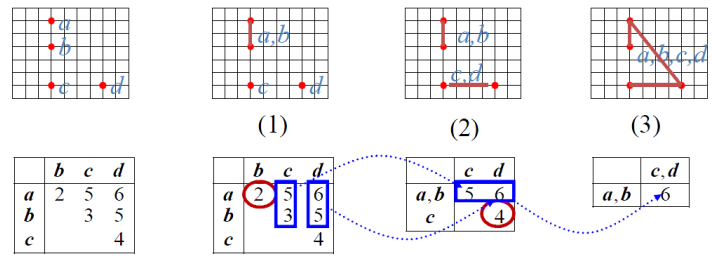 a
b
c d
a,b
c d
a,b
c,d
a,b,c,d
(1) (2) (3)
b c d
a 2 5 6
b 3 5
c 4
b c d
a 2 5 6
b 3 5
c 4
c d
a,b 5 6
c 4
c,d
a,b 6